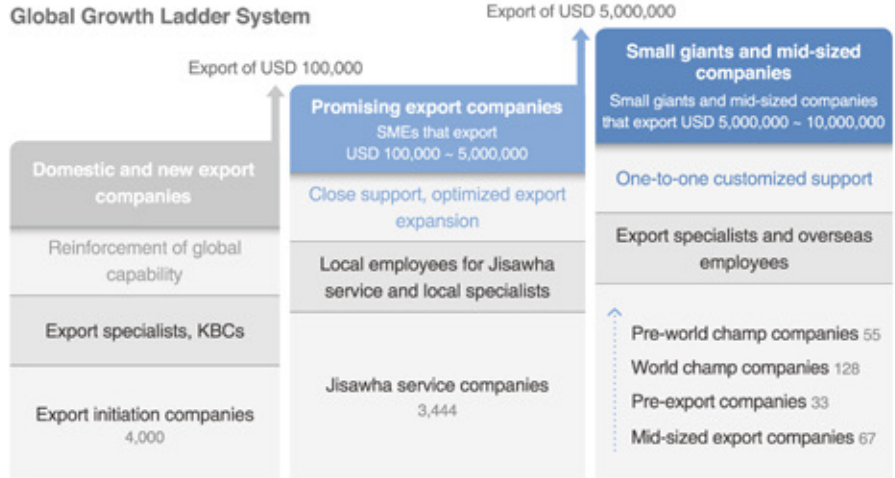 Global Growth Ladder System
Export of USD 100,000
Export of USD 5,000,000
Domestic and new export
companies
Reinforcement of global
capability
Export specialists, KBCs
Export initiation companies
4,000
Promising export companies
SMEs that export
USD 100,000 ~ 5,000,000
Close support, optimized export
expansion
Local employees for Jisawha
service and local specialists
Jisawha service companies
3,444
Small giants and mid-sized
companies
Small giants and mid-sized companies
that export USD 5,000,000 ~ 10,000,000
One-to-one customized support
Export specialists and overseas
employees
Pre-world champ companies 55
World champ companies 128
Pre-export companies 33
Mid-sized export companies 67